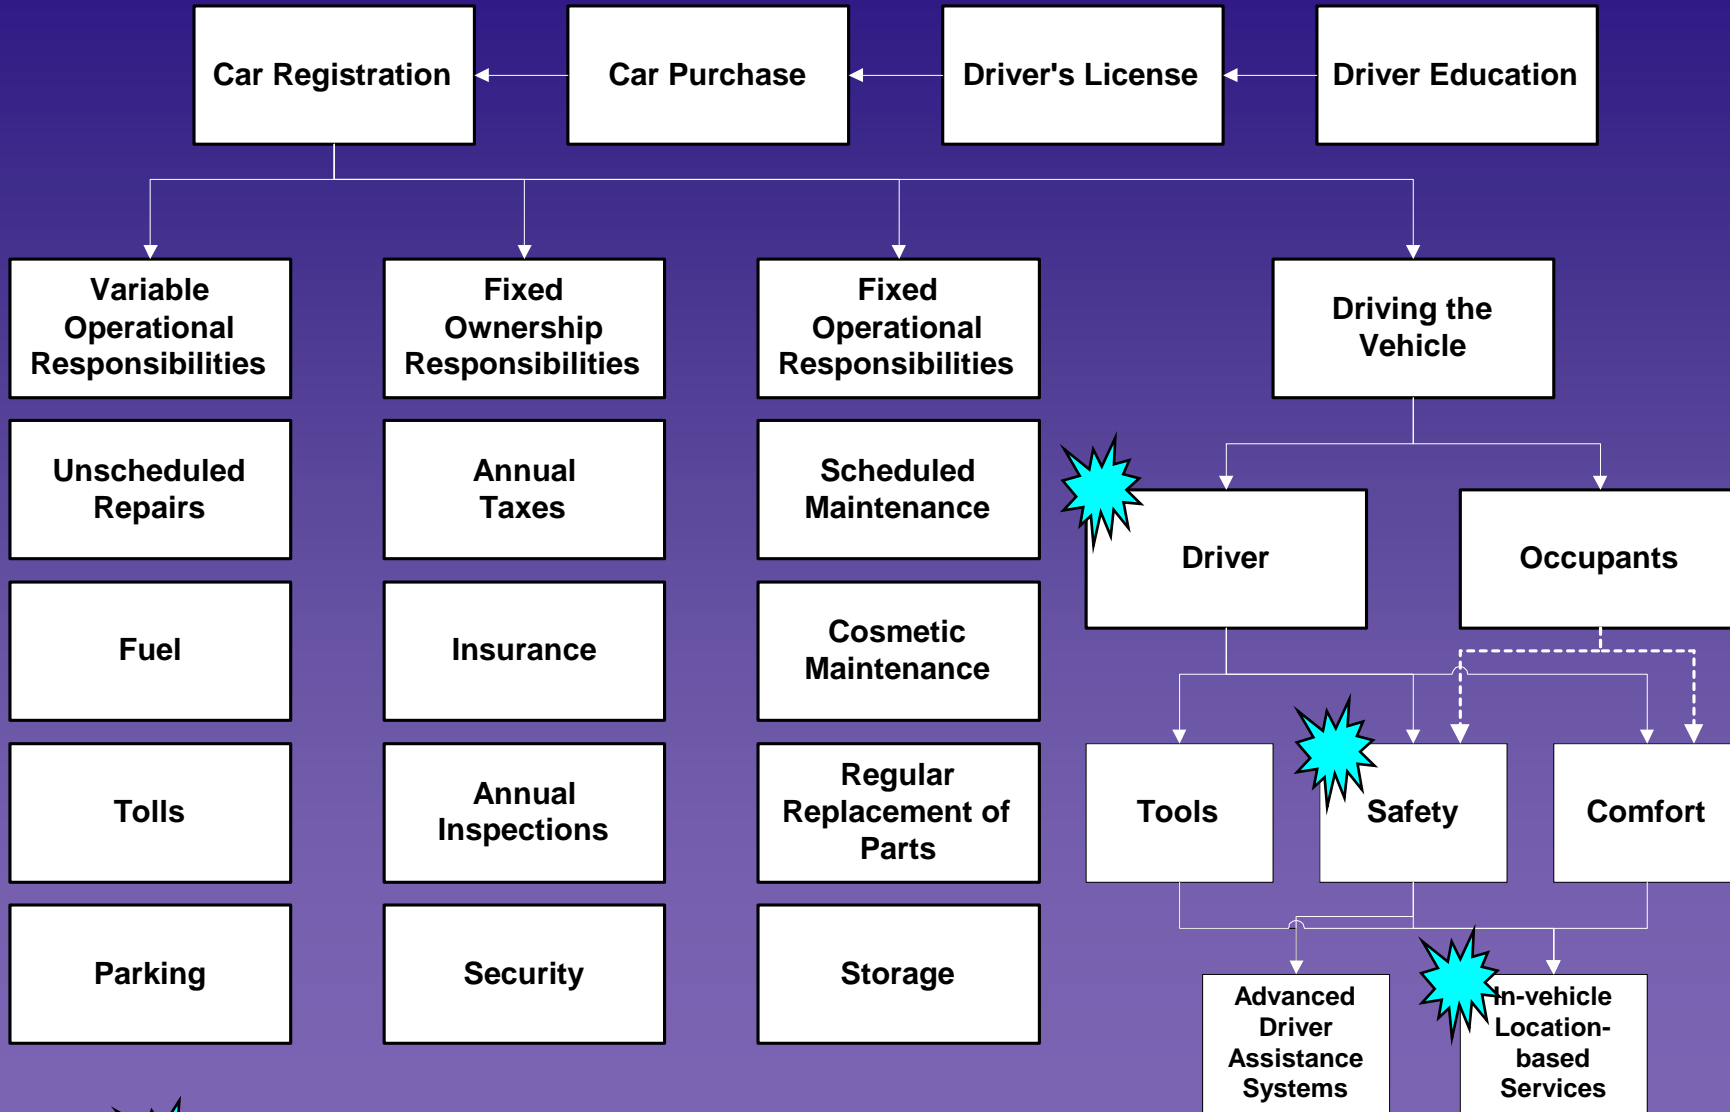 Car Registration
Car Purchase
Driver's License
Driver Education
Variable
Operational
Responsibilities
Fixed
Ownership
Responsibilities
Fixed
Operational
Responsibilities
Driving the
Vehicle
Unscheduled
Repairs
Annual
Taxes
Scheduled
Maintenance
Driver
Occupants
Fuel
Insurance
Cosmetic
Maintenance
Tolls
Annual
Inspections
Regular
Replacement of
Parts
Tools
Safety
Comfort
Parking
Security
Storage
Advanced
Driver
Assistance
Systems
In-vehicle
Location-
based
Services